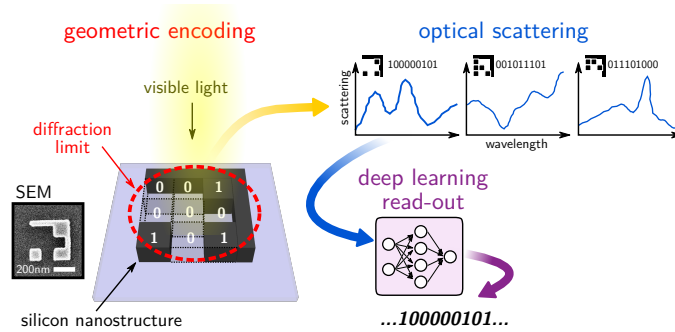 geometric encoding
optical scattering
visible light
diffraction
limit
SEM
200nm
silicon nanostructure
0 0 1
0 0 0
1 0 1
scattering
100000101
001011101
011101000
wavelength
deep learning
read-out
...100000101...